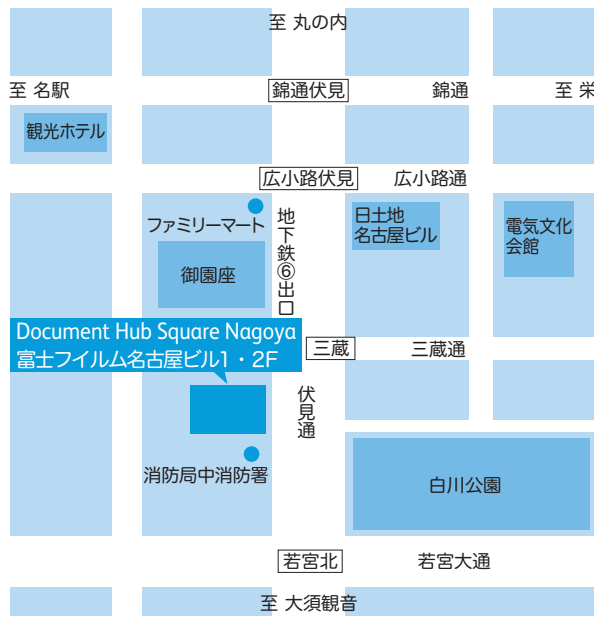 至 丸の内
至 名駅
錦通伏見
錦通
至 栄
観光ホテル
広小路伏見
広小路通
ファミリーマート
地下鉄⑥出口
日土地
名古屋ビル
電気文化
会館
御園座
Document Hub Square Nagoya
富士フイルム名古屋ビル1・2F
三蔵
三蔵通
伏見通
消防局中消防署
白川公園
若宮北
若宮大通
至 大須観音